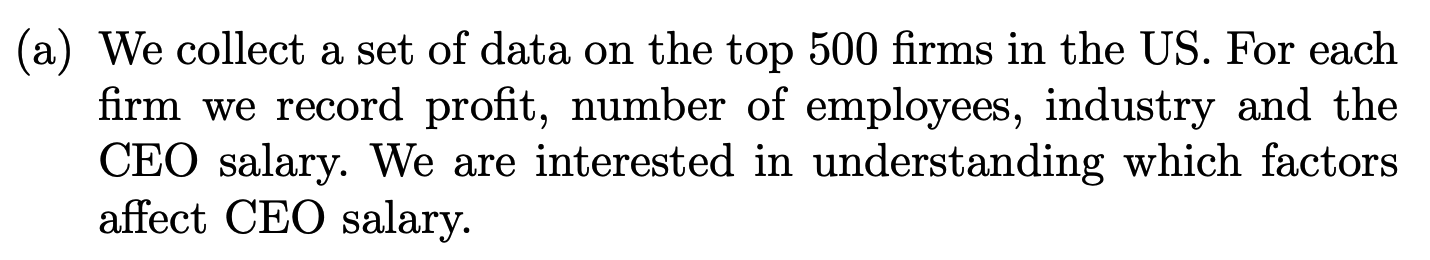 (a) We collect a set of data on the top 500 firms in the US. For each
firm we record profit, number of employees, industry and the
CEO salary. We are interested in understanding which factors
affect CEO salary.